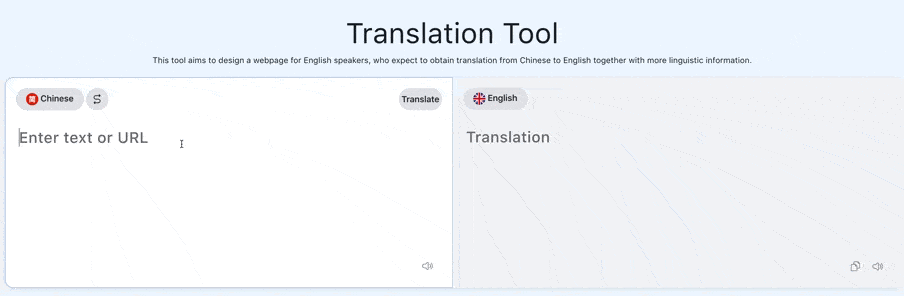 Translation Tool
This tool aims to design a webpage for English speakers, who expect to obtain translation from Chinese to English together with more linguistic information.
Chinese
Translate
English
Enter text or URL
Translation